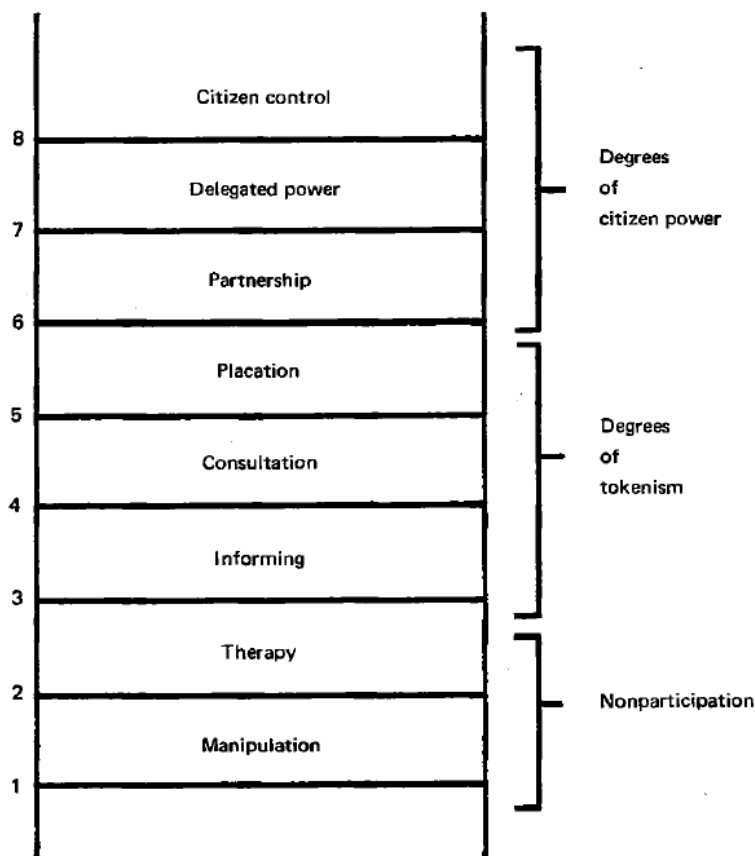 Citizen control
8
Delegated power
7
Partnership
6
Placation
5
Consultation
4
Informing
3
Therapy
2
Manipulation
1
Degrees
of
citizen power
Degrees
of
tokenism
Nonparticipation